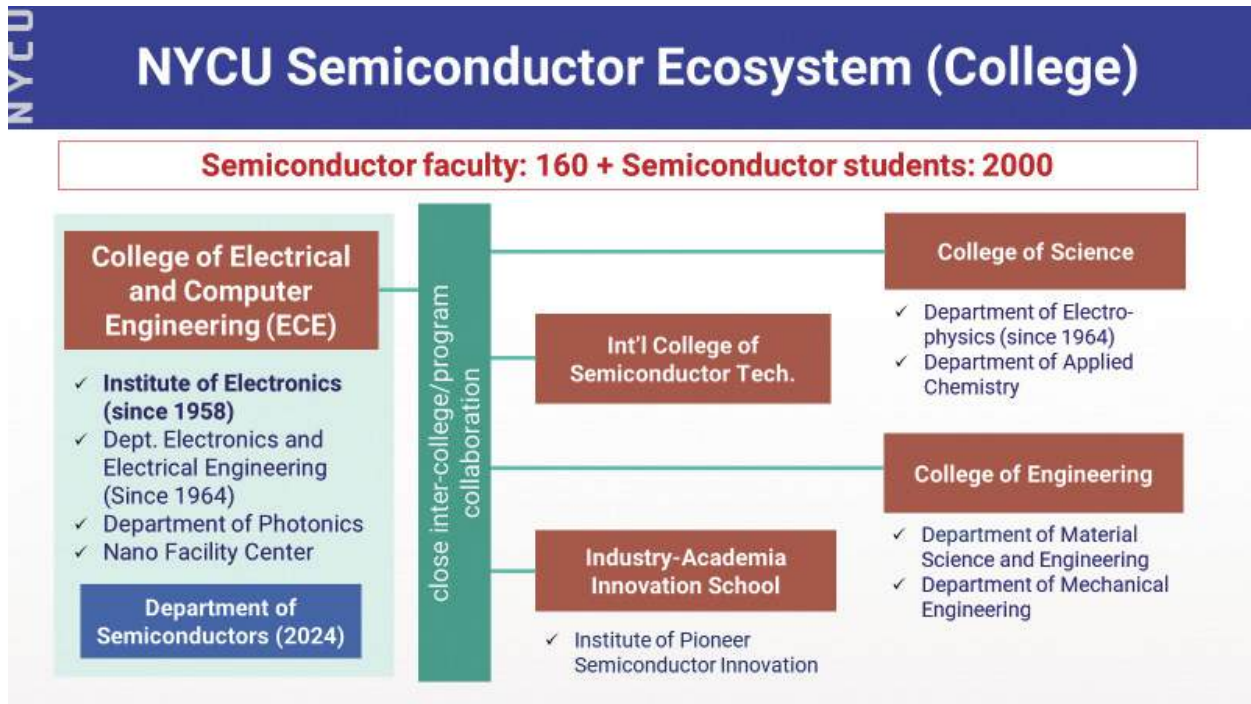 NYCU
NYCU Semiconductor Ecosystem (College)
Semiconductor faculty: 160 + Semiconductor students: 2000
College of Electrical
and Computer
Engineering (ECE)
✓ Institute of Electronics
(since 1958)
✓ Dept. Electronics and
Electrical Engineering
(Since 1964)
✓ Department of Photonics
✓ Nano Facility Center
Department of
Semiconductors (2024)
close inter-college/program
collaboration
Int'l College of
Semiconductor Tech.
Industry-Academia
Innovation School
✓ Institute of Pioneer
Semiconductor Innovation
College of Science
✓ Department of Electro-
physics (since 1964)
✓ Department of Applied
Chemistry
College of Engineering
✓ Department of Material
Science and Engineering
✓ Department of Mechanical
Engineering